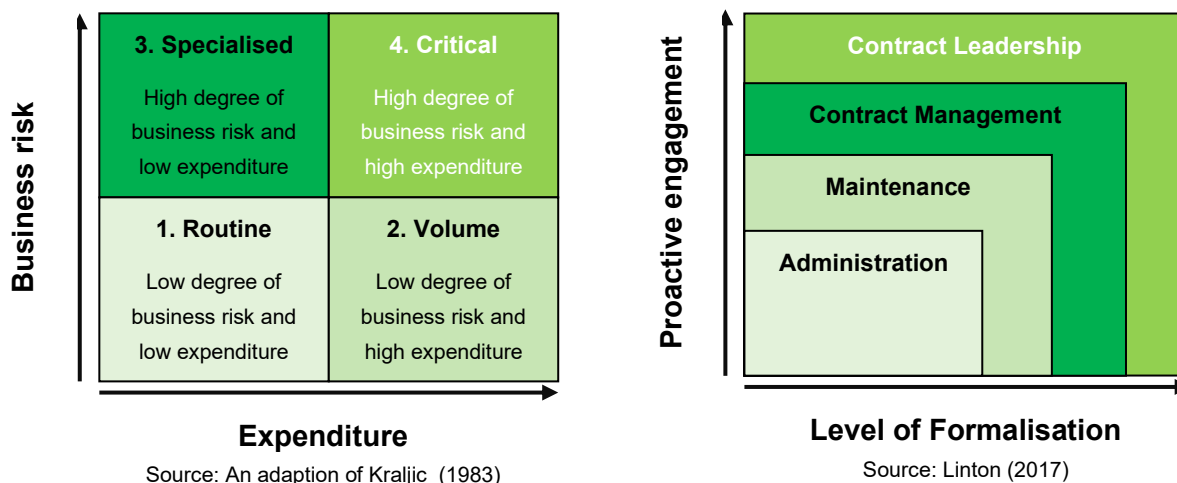 Business risk
3. Specialised
High degree of
business risk and
low expenditure
4. Critical
High degree of
business risk and
high expenditure
1. Routine
Low degree of
business risk and
low expenditure
2. Volume
Low degree of
business risk and
high expenditure
Expenditure
Source: An adaption of Kraljic (1983)
Proactive engagement
Contract Leadership
Contract Management
Maintenance
Administration
Level of Formalisation
Source: Linton (2017)